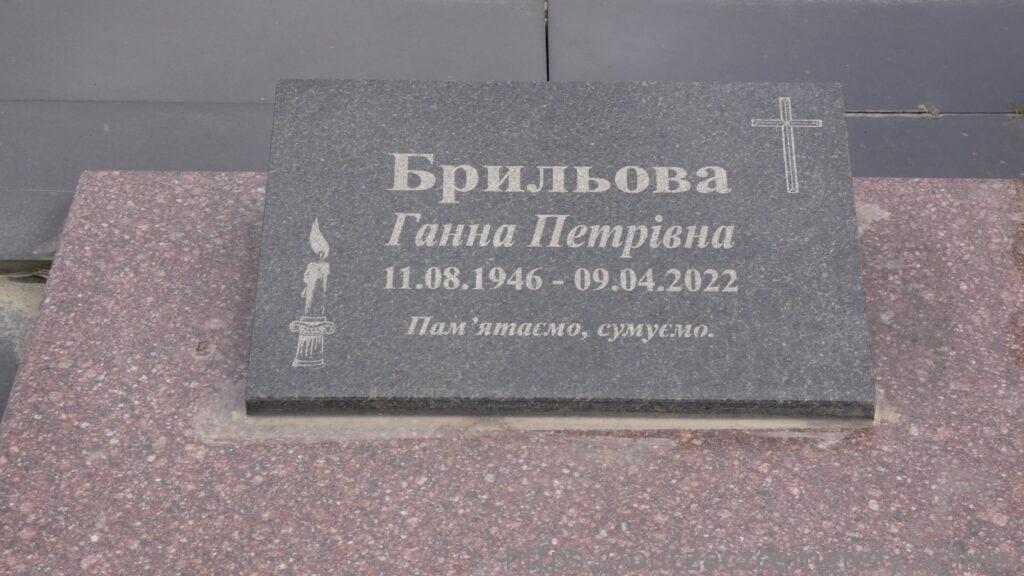 Брильова
Ганна Петрівна
11.08.1946 - 09.04.2022
Пам’ятаємо, сумуємо.